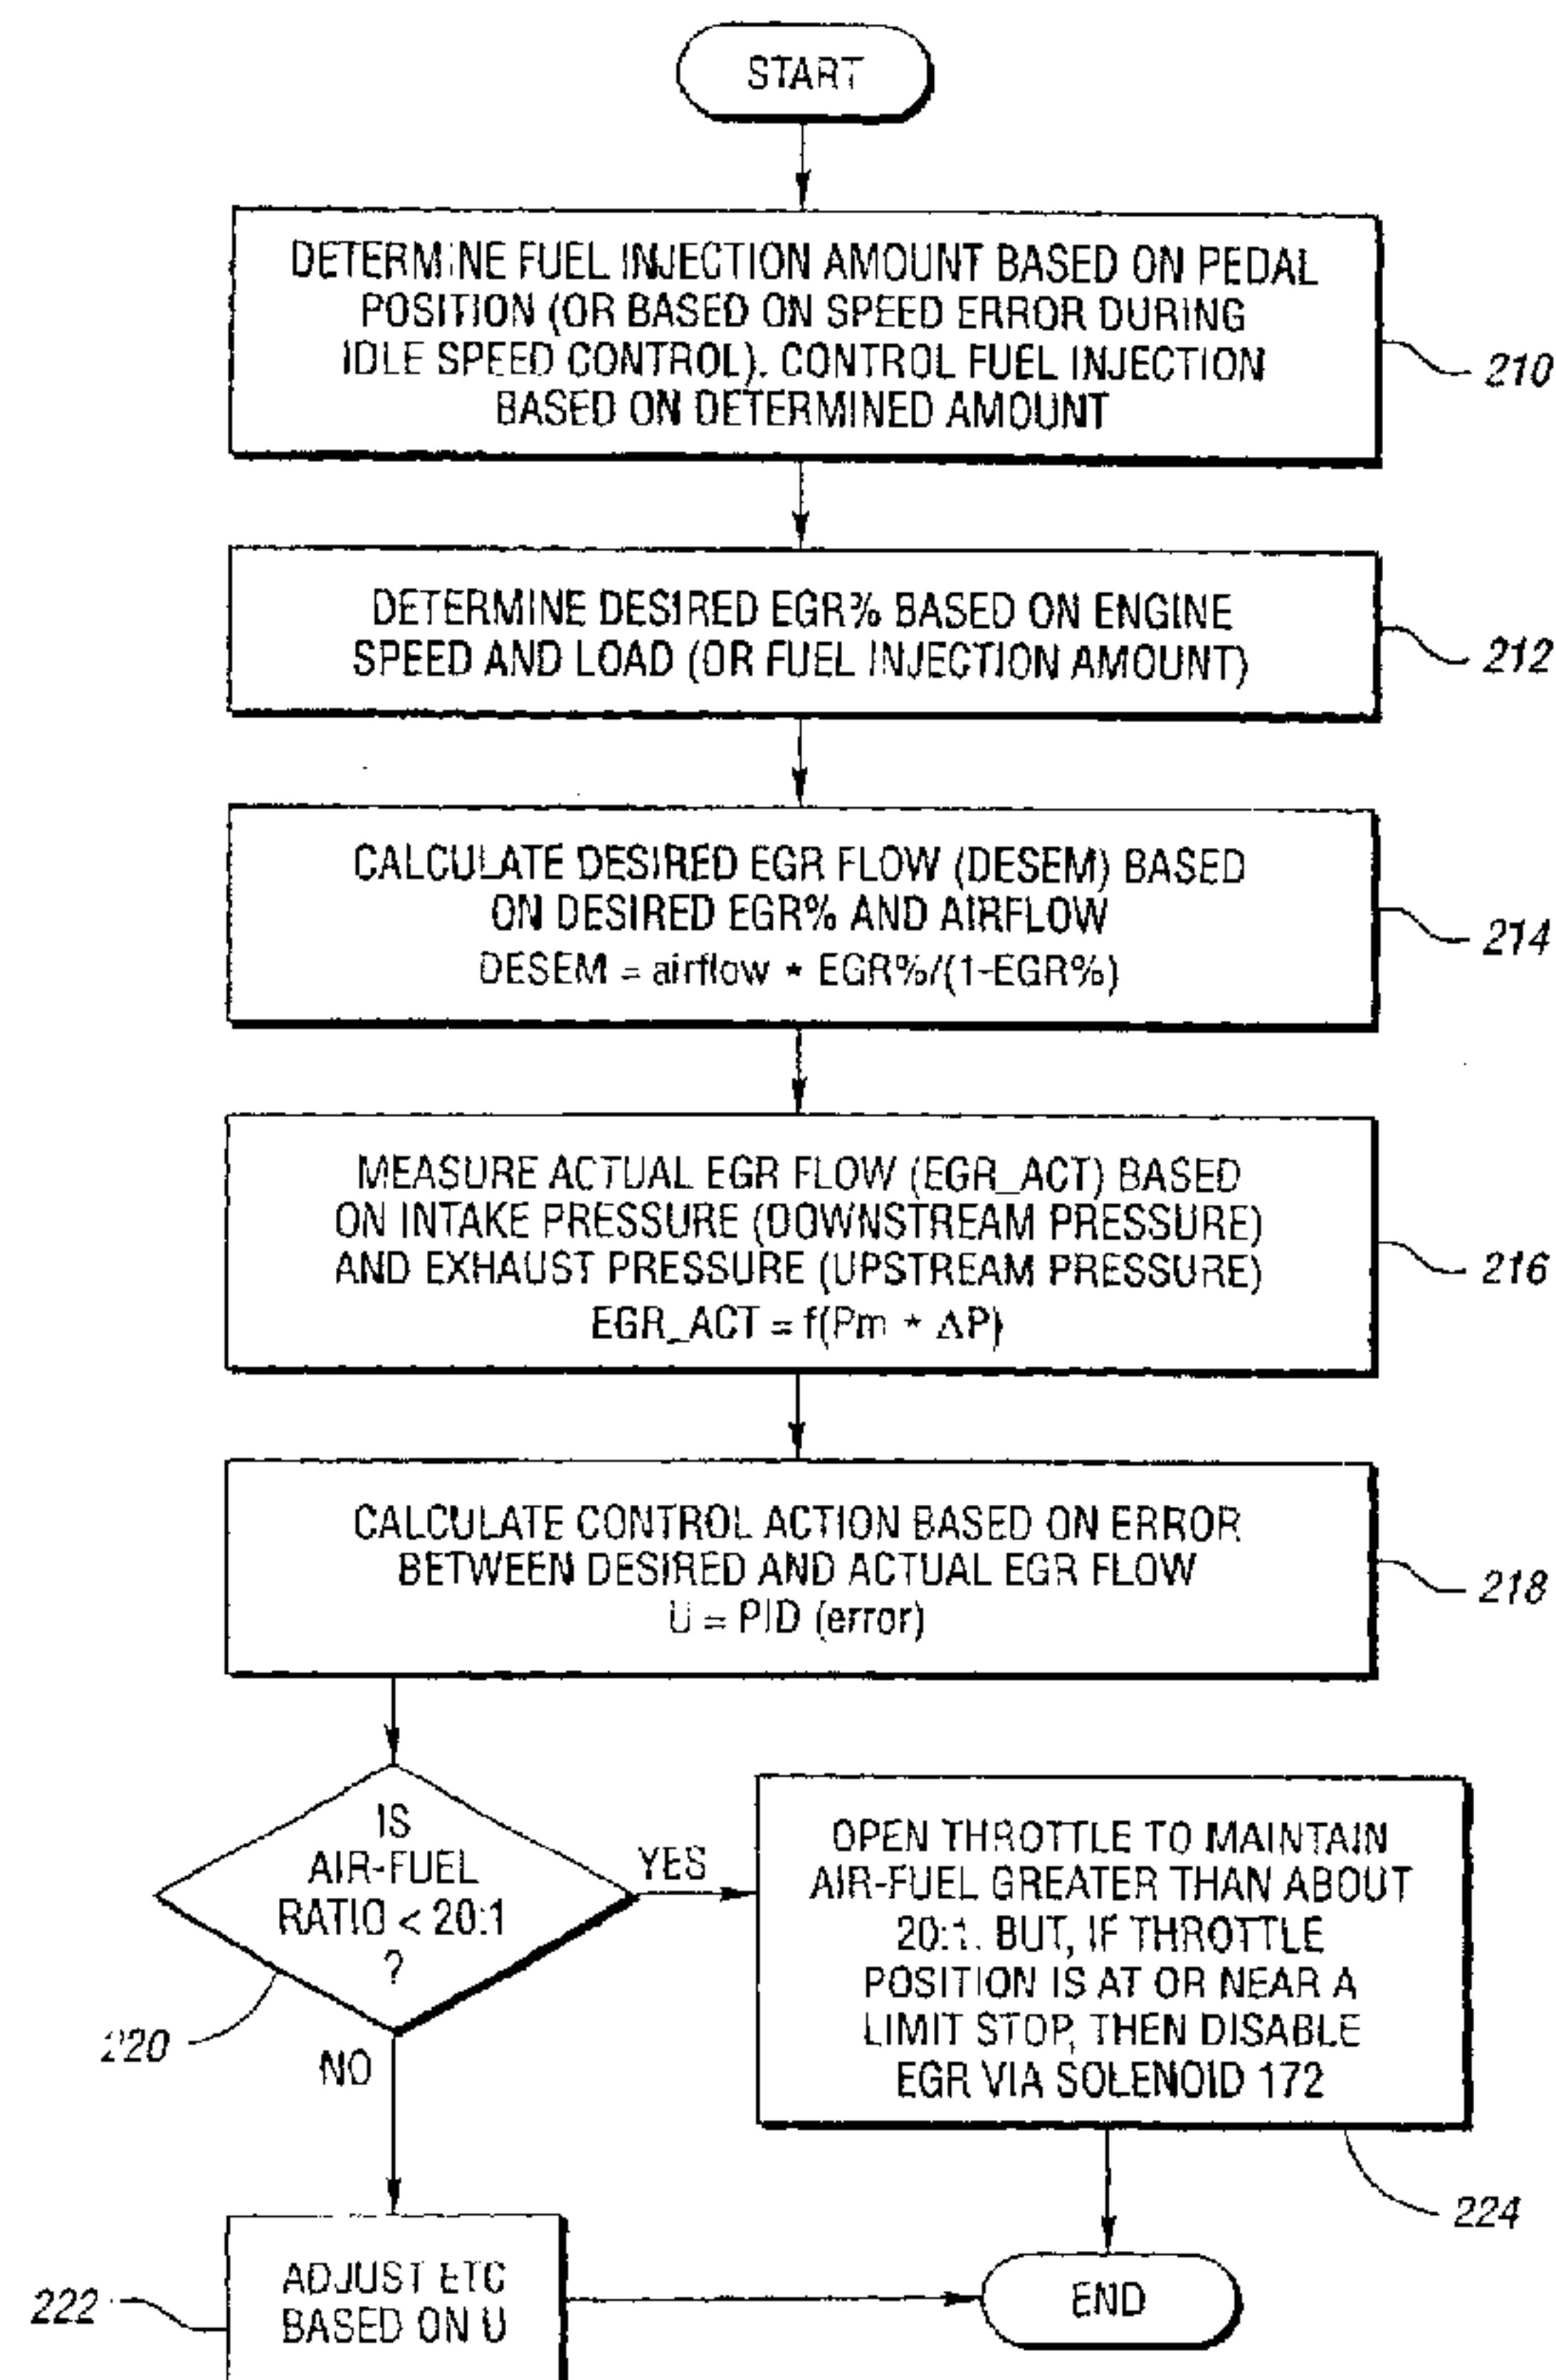 START
DETERMINE FUEL INJECTION AMOUNT BASED ON PEDAL
POSITION (OR BASED ON SPEED ERROR DURING
IDLE SPEED CONTROL). CONTROL FUEL INJECTION
BASED ON DETERMINED AMOUNT
210
DETERMINE DESIRED EGR% BASED ON ENGINE
SPEED AND LOAD (OR FUEL INJECTION AMOUNT)
212
CALCULATE DESIRED EGR FLOW (DESEM) BASED
ON DESIRED EGR% AND AIRFLOW
DESEM = airflow * EGR%/(1-EGR%)
214
MEASURE ACTUAL EGR FLOW (EGR_ACT) BASED
ON INTAKE PRESSURE (DOWNSTREAM PRESSURE)
AND EXHAUST PRESSURE (UPSTREAM PRESSURE)
EGR_ACT = f(Pm * ΔP)
216
CALCULATE CONTROL ACTION BASED ON ERROR
BETWEEN DESIRED AND ACTUAL EGR FLOW
U = PID (error)
218
IS
AIR-FUEL
RATIO < 20:1
?
220
YES
NO
OPEN THROTTLE TO MAINTAIN
AIR-FUEL GREATER THAN ABOUT
20:1. BUT, IF THROTTLE
POSITION IS AT OR NEAR A
LIMIT STOP, THEN DISABLE
EGR VIA SOLENOID 172
224
ADJUST ETC
BASED ON U
222
END